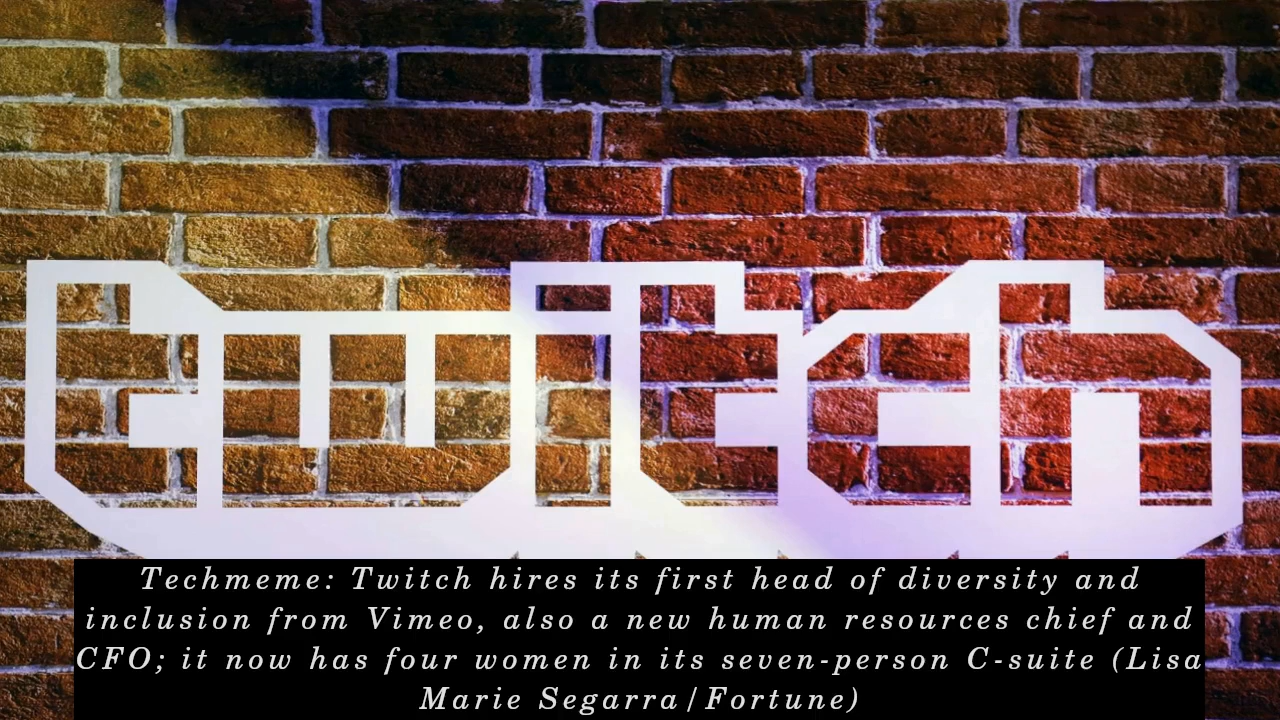 twitch
Techmeme: Twitch hires its first head of diversity and
inclusion from Vimeo, also a new human resources chief and
CFO; it now has four women in its seven-person C-suite (Lisa
Marie Segarra/Fortune)